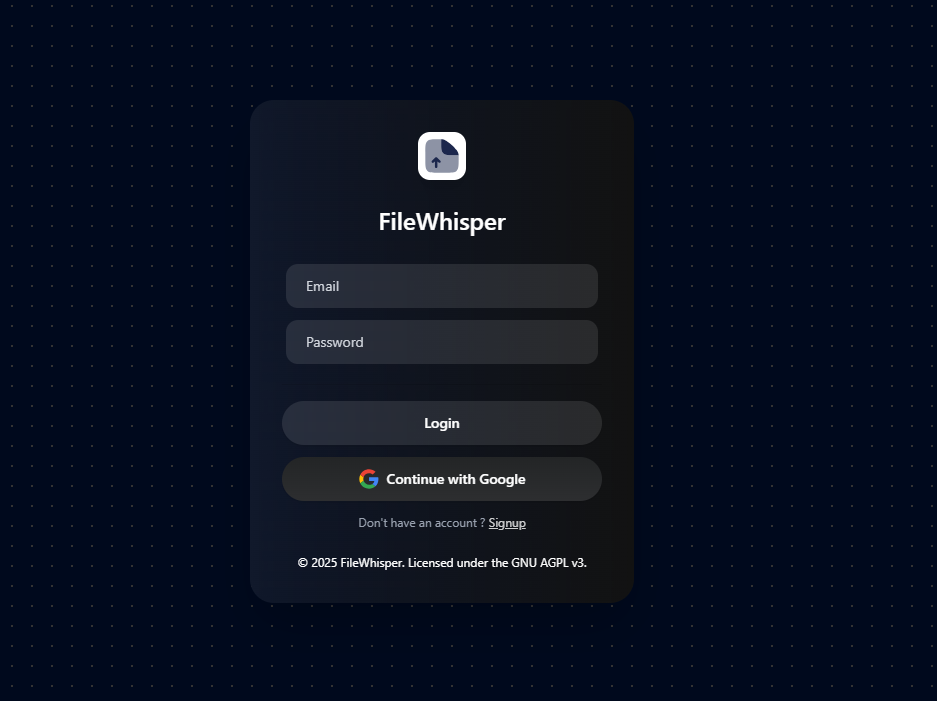 FileWhisper
Email
Password
Login
Continue with Google
Don't have an account ? Signup
© 2025 FileWhisper. Licensed under the GNU AGPL v3.